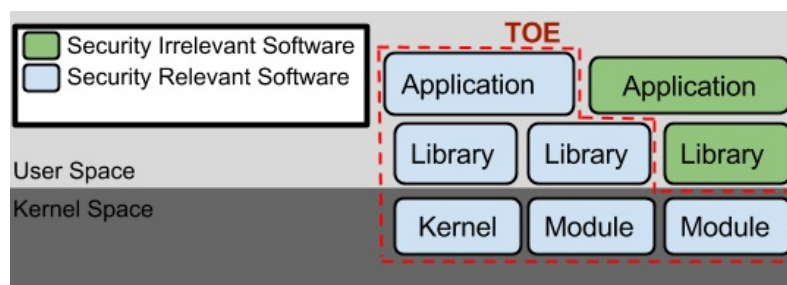 Security Irrelevant Software
Security Relevant Software
TOE
Application
Application
Library
Library
Library
User Space
Kernel Space
Kernel
Module
Module